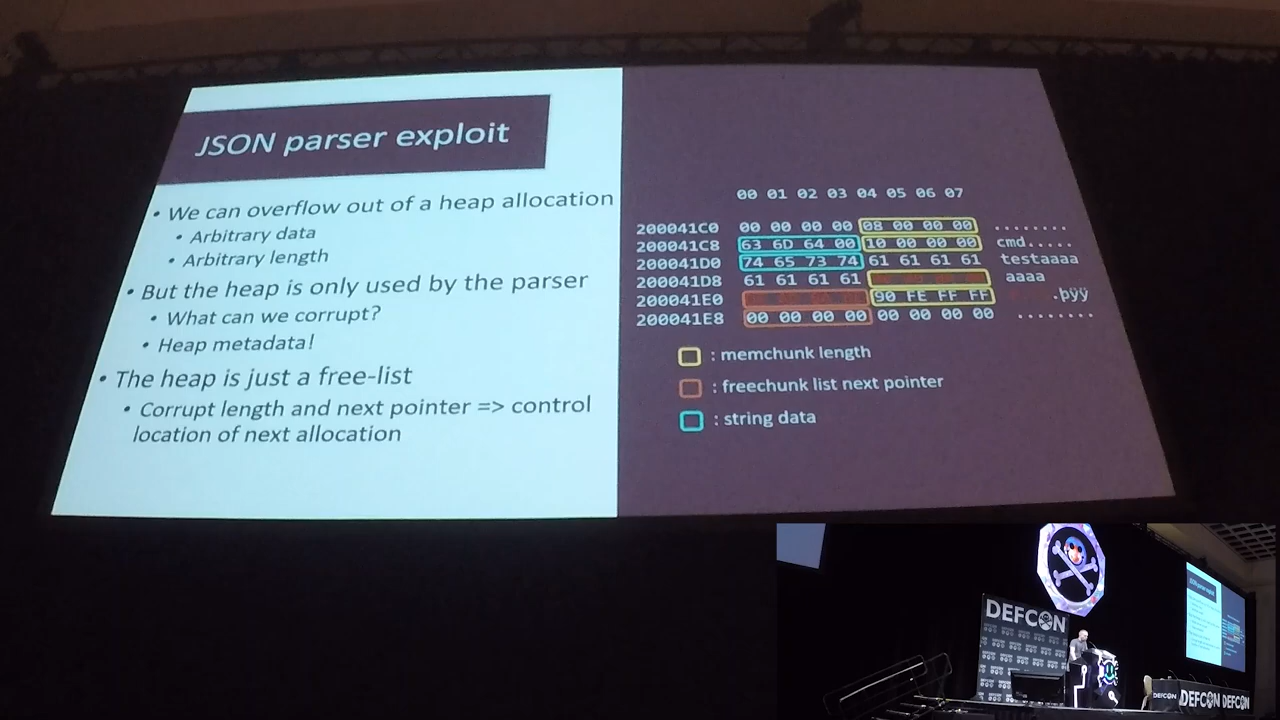 JSON parser exploit
• We can overflow out of a heap allocation
• Arbitrary data
• Arbitrary length
• But the heap is only used by the parser
• What can we corrupt?
• Heap metadata!
• The heap is just a free-list
• Corrupt length and next pointer => control
location of next allocation
00 01 02 03 04 05 06 07
200041C0 00 00 00 00 08 00 00 00 ........
200041C8 63 6D 64 00 10 00 00 00 cmd.....
200041D0 74 65 73 74 61 61 61 61 testaaaa
200041D8 61 61 61 61 aaaa
200041E0 90 FE FF FF .þÿÿ
200041E8 00 00 00 00 00 00 00 00 ........
: memchunk length
: freechunk list next pointer
: string data
DEFCON
JSON parser exploit
DEFCON
DEFCON DEFCON